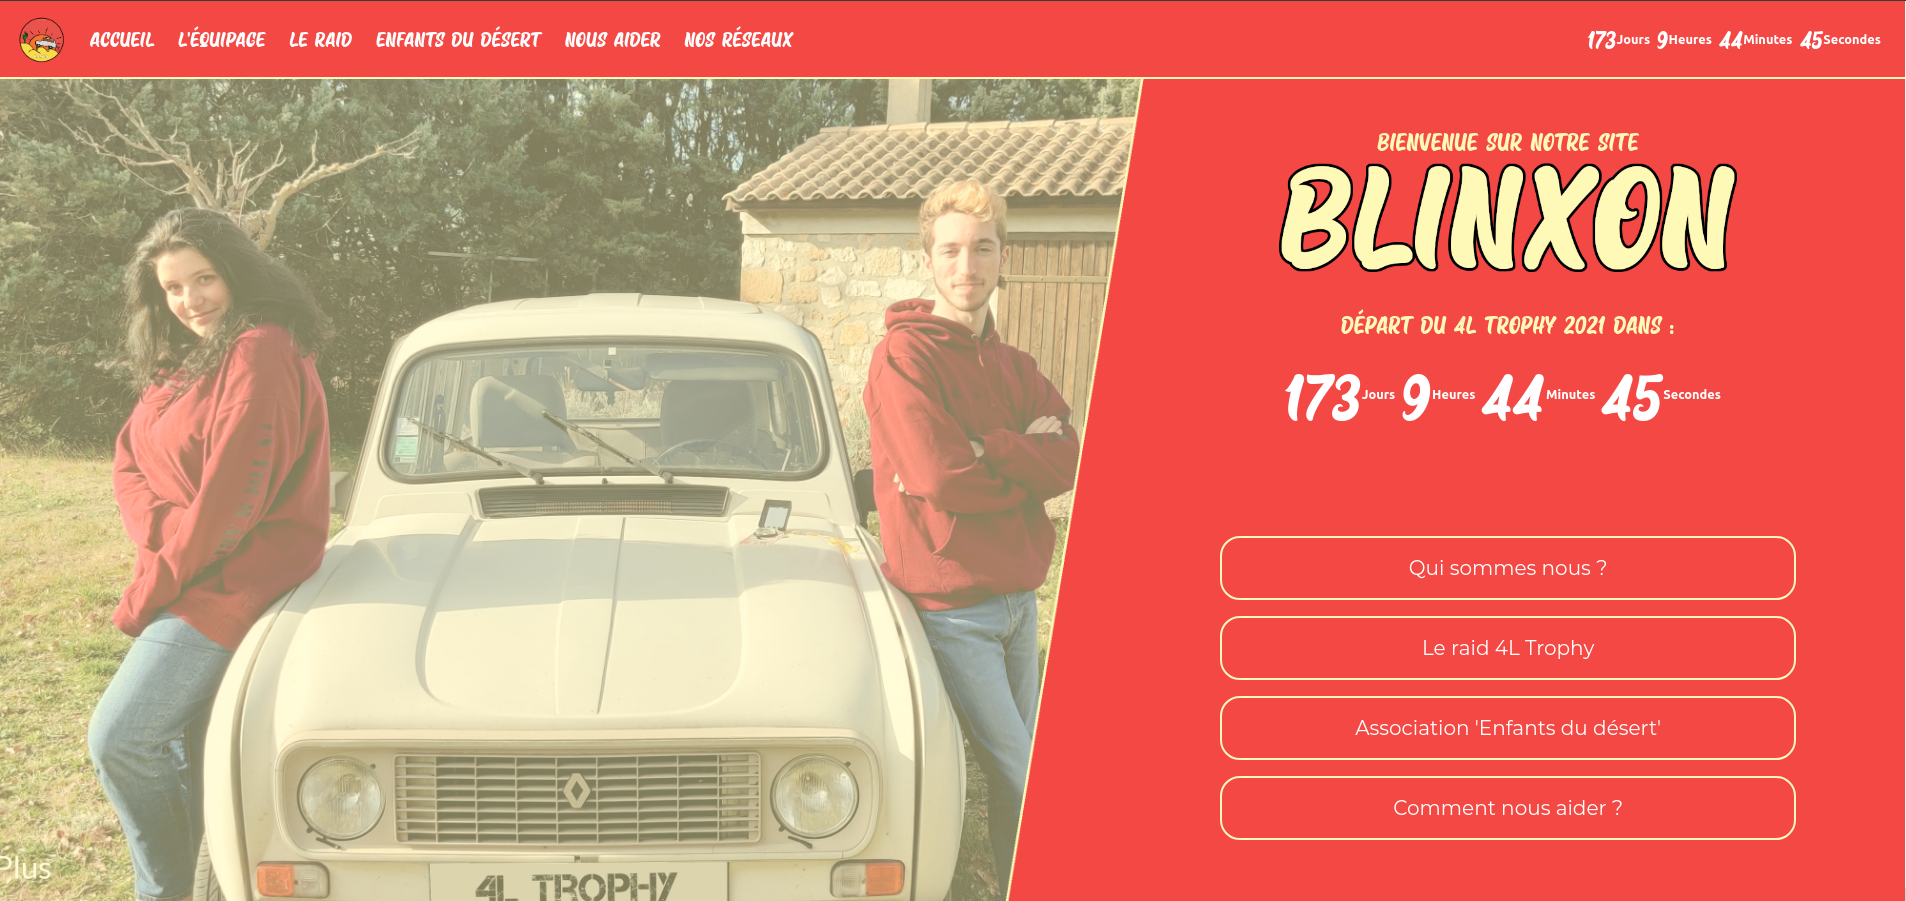 ACCUEIL L'ÉQUIPAGE LE RAID ENFANTS DU DÉSERT NOUS AIDER NOS RÉSEAUX
173 Jours 9 Heures 44 Minutes 45 Secondes
BIENVENUE SUR NOTRE SITE
BLINXON
DÉPART DU 4L TROPHY 2021 DANS :
173 Jours 9 Heures 44 Minutes 45 Secondes
Qui sommes nous ?
Le raid 4L Trophy
Association 'Enfants du désert'
Comment nous aider ?
Plus
4L TROPHY